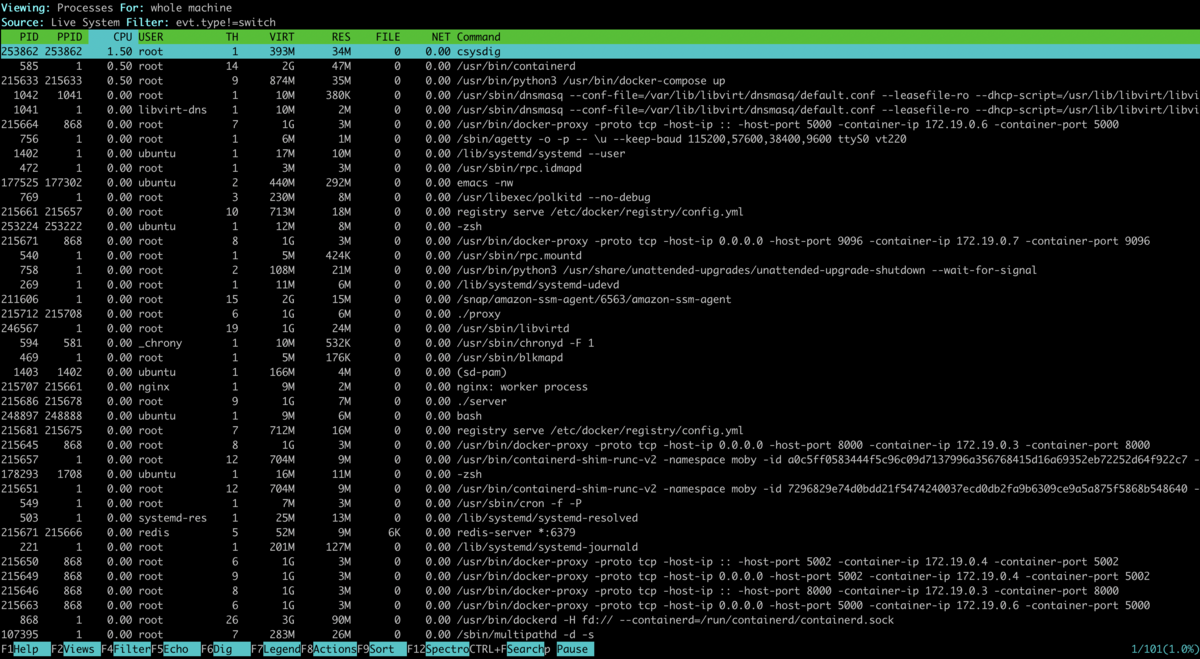 Viewing: Processes For: whole machine
Source: Live System Filter: evt.type!=switch
PID PPID CPU USER TH VIRT RES FILE NET Command
253862 253862 1.50 root 1 393M 34M 0 0.00 csysdig
585 1 0.50 root 14 2G 47M 0 0.00 /usr/bin/containerd
215633 215633 0.50 root 9 874M 35M 0 0.00 /usr/bin/python3 /usr/bin/docker-compose up
1042 1041 0.00 root 1 10M 380K 0 0.00 /usr/sbin/dnsmasq --conf-file=/var/lib/libvirt/dnsmasq/default.conf --leasefile-ro --dhcp-script=/usr/lib/libvirt/libvi
1041 1 0.00 libvirt-dns 1 10M 2M 0 0.00 /usr/sbin/dnsmasq --conf-file=/var/lib/libvirt/dnsmasq/default.conf --leasefile-ro --dhcp-script=/usr/lib/libvirt/libvi
215664 868 0.00 root 7 1G 3M 0 0.00 /usr/bin/docker-proxy -proto tcp -host-ip :: -host-port 5000 -container-ip 172.19.0.6 -container-port 5000
756 1 0.00 root 1 6M 1M 0 0.00 /sbin/agetty -o -p -- \u --keep-baud 115200,57600,38400,9600 ttyS0 vt220
1402 1 0.00 ubuntu 1 17M 10M 0 0.00 /lib/systemd/systemd --user
472 1 0.00 root 1 3M 3M 0 0.00 /usr/sbin/rpc.idmapd
177525 177302 0.00 ubuntu 2 440M 292M 0 0.00 emacs -nw
769 1 0.00 root 3 230M 8M 0 0.00 /usr/libexec/polkitd --no-debug
215661 215657 0.00 root 10 713M 18M 0 0.00 registry serve /etc/docker/registry/config.yml
253224 253222 0.00 ubuntu 1 12M 8M 0 0.00 -zsh
215671 868 0.00 root 8 1G 3M 0 0.00 /usr/bin/docker-proxy -proto tcp -host-ip 0.0.0.0 -host-port 9096 -container-ip 172.19.0.7 -container-port 9096
540 1 0.00 root 1 5M 424K 0 0.00 /usr/sbin/rpc.mountd
758 1 0.00 root 2 108M 21M 0 0.00 /usr/bin/python3 /usr/share/unattended-upgrades/unattended-upgrade-shutdown --wait-for-signal
269 1 0.00 root 1 11M 6M 0 0.00 /lib/systemd/systemd-udevd
211606 1 0.00 root 15 2G 15M 0 0.00 /snap/amazon-ssm-agent/6563/amazon-ssm-agent
215712 215708 0.00 root 6 1G 6M 0 0.00 ./proxy
246567 1 0.00 root 19 1G 24M 0 0.00 /usr/sbin/libvirtd
594 581 0.00 _chrony 1 10M 532K 0 0.00 /usr/sbin/chronyd -F 1
469 1 0.00 root 1 5M 176K 0 0.00 /usr/sbin/blkmapd
1403 1402 0.00 ubuntu 1 166M 4M 0 0.00 (sd-pam)
215707 215661 0.00 nginx 1 9M 2M 0 0.00 nginx: worker process
215686 215678 0.00 root 9 1G 7M 0 0.00 ./server
248897 248888 0.00 ubuntu 1 9M 6M 0 0.00 bash
215681 215675 0.00 root 7 712M 16M 0 0.00 registry serve /etc/docker/registry/config.yml
215645 868 0.00 root 8 1G 3M 0 0.00 /usr/bin/docker-proxy -proto tcp -host-ip 0.0.0.0 -host-port 8000 -container-ip 172.19.0.3 -container-port 8000
215657 1 0.00 root 12 704M 9M 0 0.00 /usr/bin/containerd-shim-runc-v2 -namespace moby -id a0c5ff0583444f5c96c09d7137996a356768415d16a69352eb72252d64f922c7 -
178293 1708 0.00 ubuntu 1 16M 11M 0 0.00 -zsh
215651 1 0.00 root 12 704M 9M 0 0.00 /usr/bin/containerd-shim-runc-v2 -namespace moby -id 7296829e74d0bdd21f5474240037ecd0db2fa9b6309ce9a5a875f5868b548640 -
549 1 0.00 root 1 7M 3M 0 0.00 /usr/sbin/cron -f -P
503 1 0.00 systemd-res 1 25M 13M 0 0.00 /lib/systemd/systemd-resolved
215671 215666 0.00 redis 5 52M 9M 6K 0.00 redis-server *:6379
221 1 0.00 root 1 201M 127M 0 0.00 /lib/systemd/systemd-journald
215650 868 0.00 root 6 1G 3M 0 0.00 /usr/bin/docker-proxy -proto tcp -host-ip :: -host-port 5002 -container-ip 172.19.0.4 -container-port 5002
215649 868 0.00 root 9 1G 3M 0 0.00 /usr/bin/docker-proxy -proto tcp -host-ip 0.0.0.0 -host-port 5002 -container-ip 172.19.0.4 -container-port 5002
215646 868 0.00 root 8 1G 3M 0 0.00 /usr/bin/docker-proxy -proto tcp -host-ip :: -host-port 8000 -container-ip 172.19.0.3 -container-port 8000
215663 868 0.00 root 6 1G 3M 0 0.00 /usr/bin/docker-proxy -proto tcp -host-ip 0.0.0.0 -host-port 5000 -container-ip 172.19.0.6 -container-port 5000
868 1 0.00 root 26 3G 90M 0 0.00 /usr/bin/dockerd -H fd:// --containerd=/run/containerd/containerd.sock
107395 1 0.00 root 7 283M 26M 0 0.00 /sbin/multipathd -d -s
F1Help F2Views F4FilterF5Echo F6Dig F7LegendF8ActionsF9Sort F12SpectroCTRL+FSearchp Pause 1/101(1.0%)